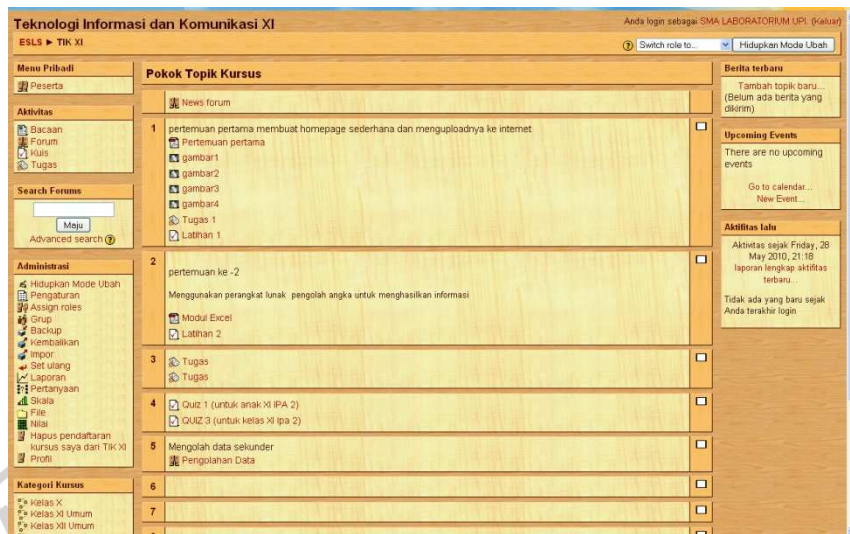 Teknologi Informasi dan Komunikasi XI
Anda login sebagai SMA LABORATORIUM UPI. (Keluar)
ESLS ► TIK XI
Switch role to...
Hidupkan Mode Ubah
Menu Pribadi
Peserta
Aktivitas
Bacaan
Forum
Kuis
Tugas
Search Forums
Maju
Advanced search
Administrasi
Hidupkan Mode Ubah
Pengaturan
Assign roles
Grup
Backup
Kembalikan
Impor
Set ulang
Laporan
Pertanyaan
Skala
File
Nilai
Hapus pendaftaran
kursus saya dari TIK XI
Profil
Kategori Kursus
Kelas X
Kelas XI Umum
Kelas XII Umum
Pokok Topik Kursus
News forum
1
pertemuan pertama membuat homepage sederhana dan menguploadnya ke internet
Pertemuan pertama
gambar1
gambar2
gambar3
gambar4
Tugas 1
Latihan 1
2
pertemuan ke -2
Menggunakan perangkat lunak pengolah angka untuk menghasilkan informasi
Modul Excel
Latihan 2
3
Tugas
Tugas
4
Quiz 1 (untuk anak XI IPA 2)
QUIZ 3 (untuk kelas XI Ipa 2)
5
Mengolah data sekunder
Pengolahan Data
6
7
Berita terbaru
Tambah topik baru...
(Belum ada berita yang
dikirim)
Upcoming Events
There are no upcoming
events
Go to calendar...
New Event...
Aktifitas lalu
Aktivitas sejak Friday, 28
May 2010, 21:18
laporan lengkap aktifitas
terbaru...
Tidak ada yang baru sejak
Anda terakhir login